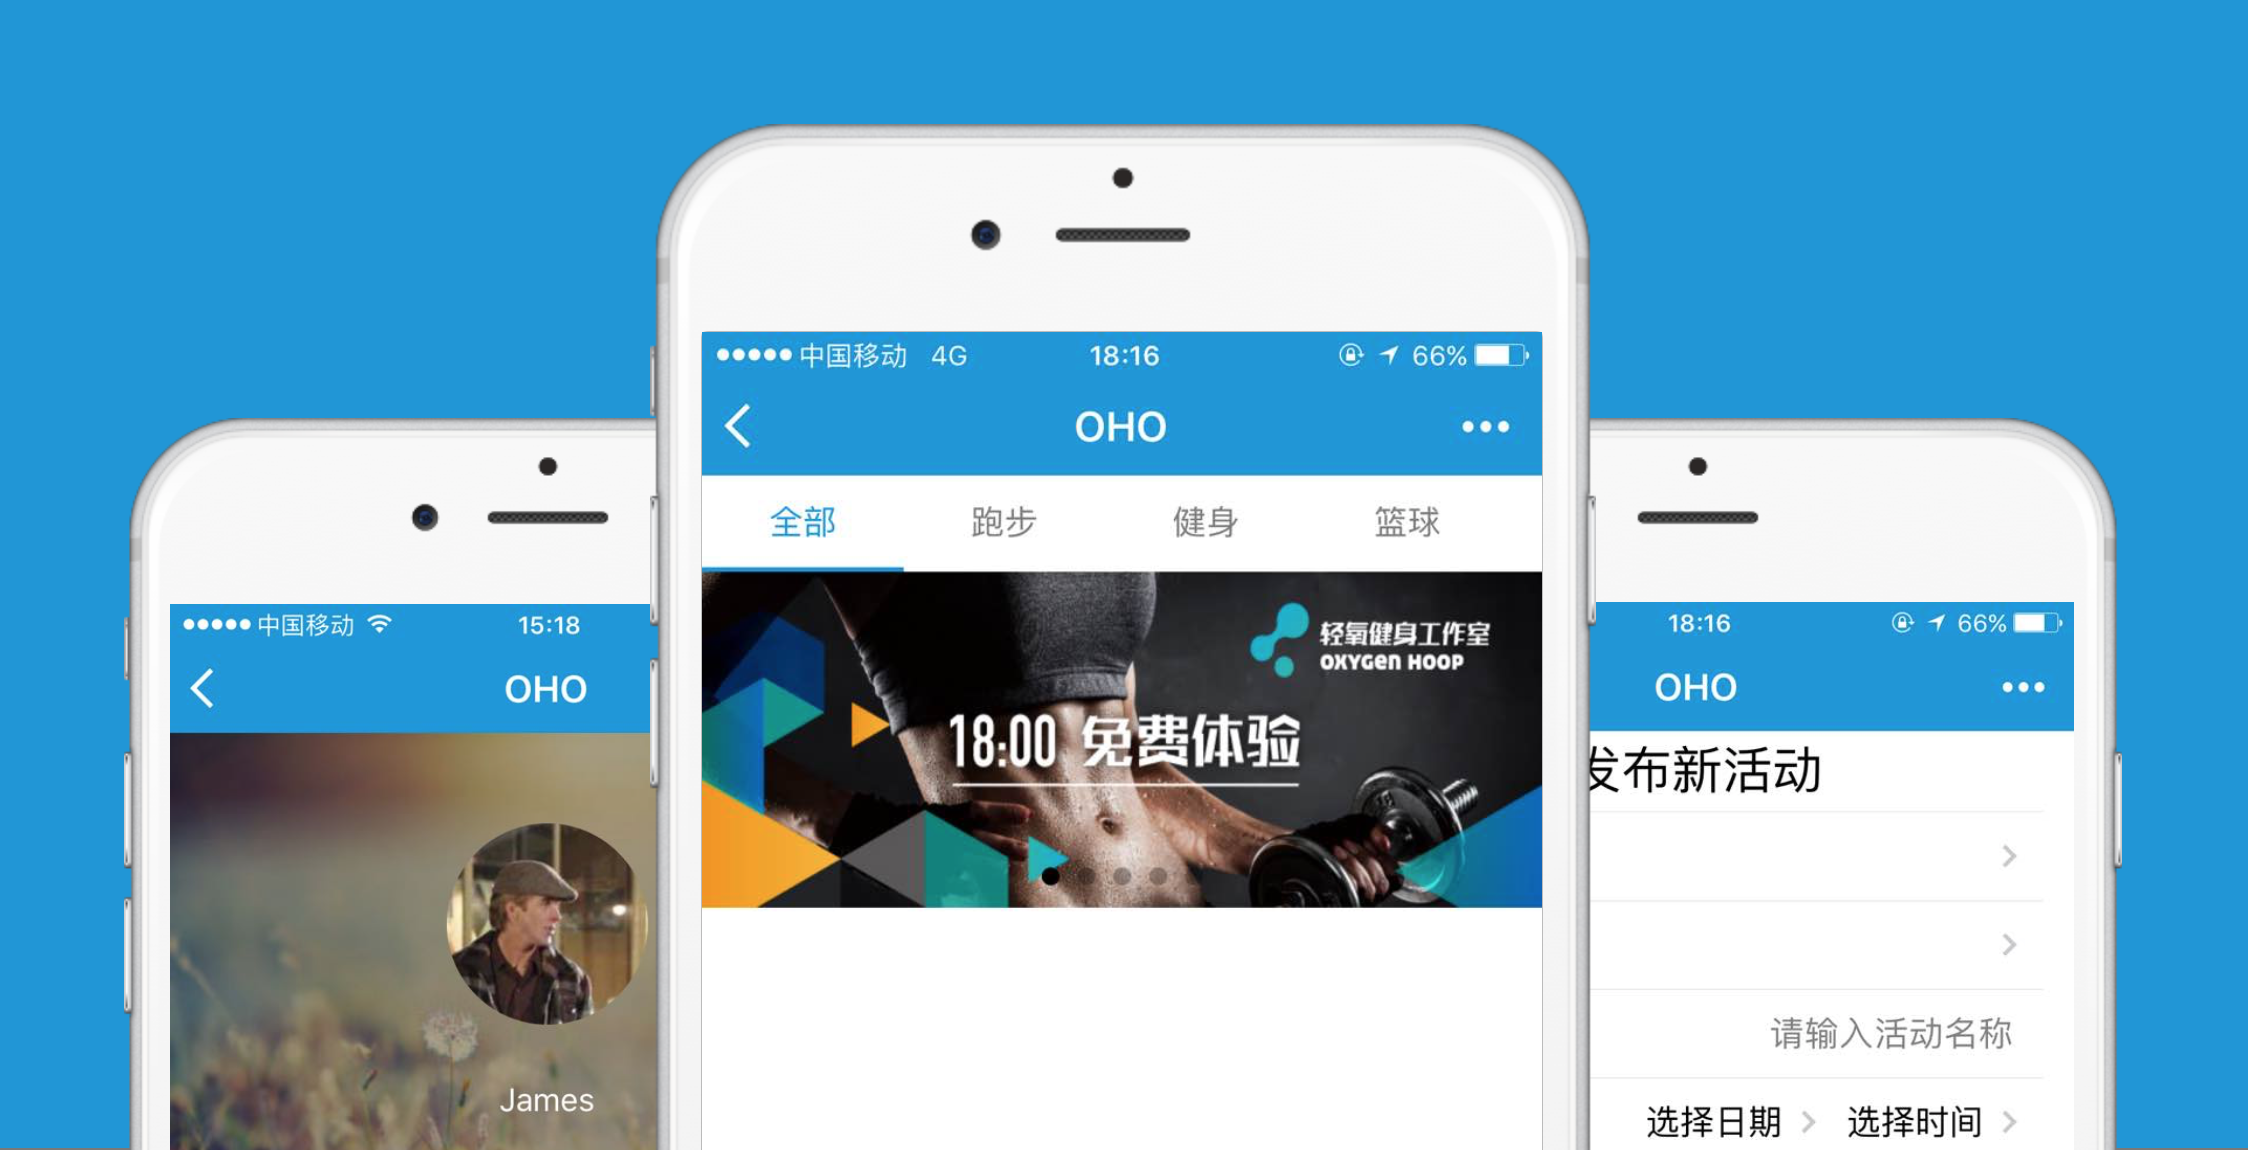 中国移动 15:18
OHO
James
中国移动 4G 18:16 66%
OHO
全部 跑步 健身 篮球
轻氧健身工作室
OXYGen HOOP
18:00 免费体验
18:16 66%
OHO
发布新活动
请输入活动名称
选择日期 选择时间